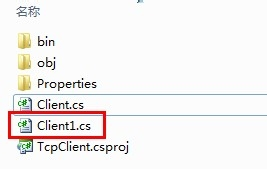 名称
bin
obj
Properties
Client.cs
Client1.cs
TcpClient.csproj